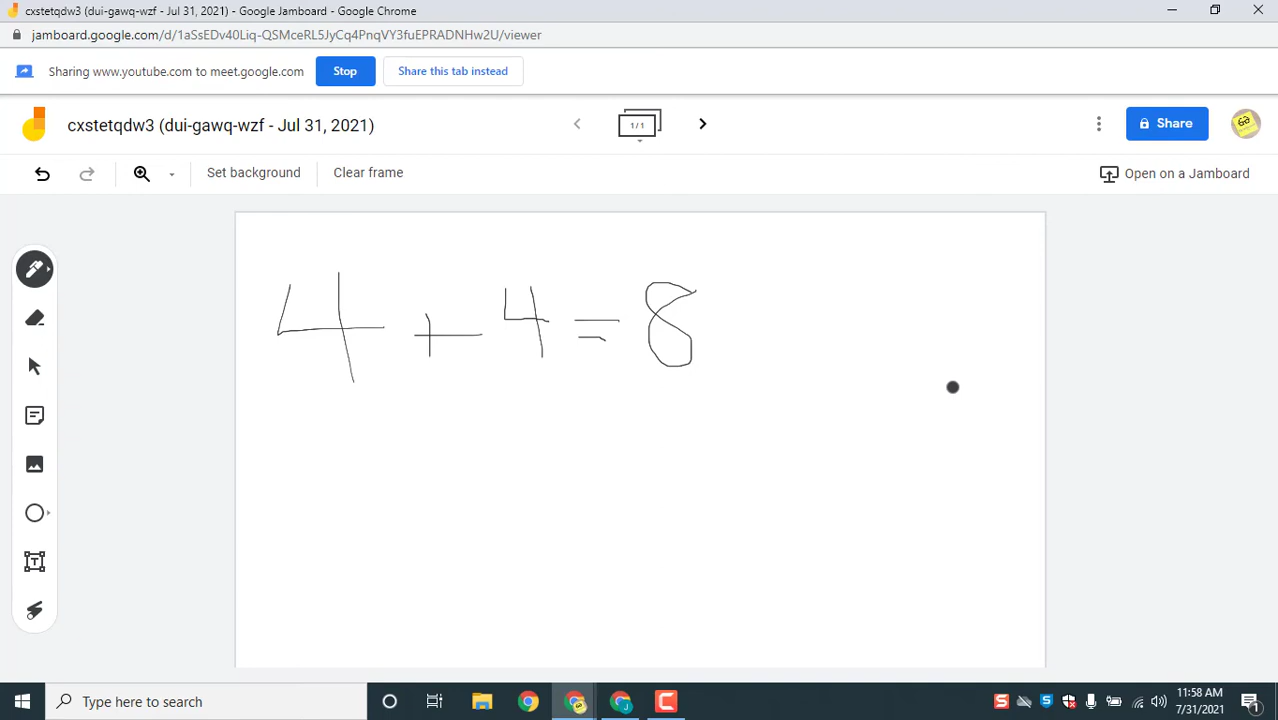 cxstetqdw3 (dui-gawq-wzf - Jul 31, 2021) - Google Jamboard - Google Chrome
jamboard.google.com/d/1aSsEDv40Liq-QSMceRL5JyCq4PnqVY3fuEPRADNHw2U/viewer
Sharing www.youtube.com to meet.google.com Stop Share this tab instead
cxstetqdw3 (dui-gawq-wzf - Jul 31, 2021) 1/1 Share
Set background Clear frame Open on a Jamboard
4 + 4 = 8
Type here to search
11:58 AM
7/31/2021